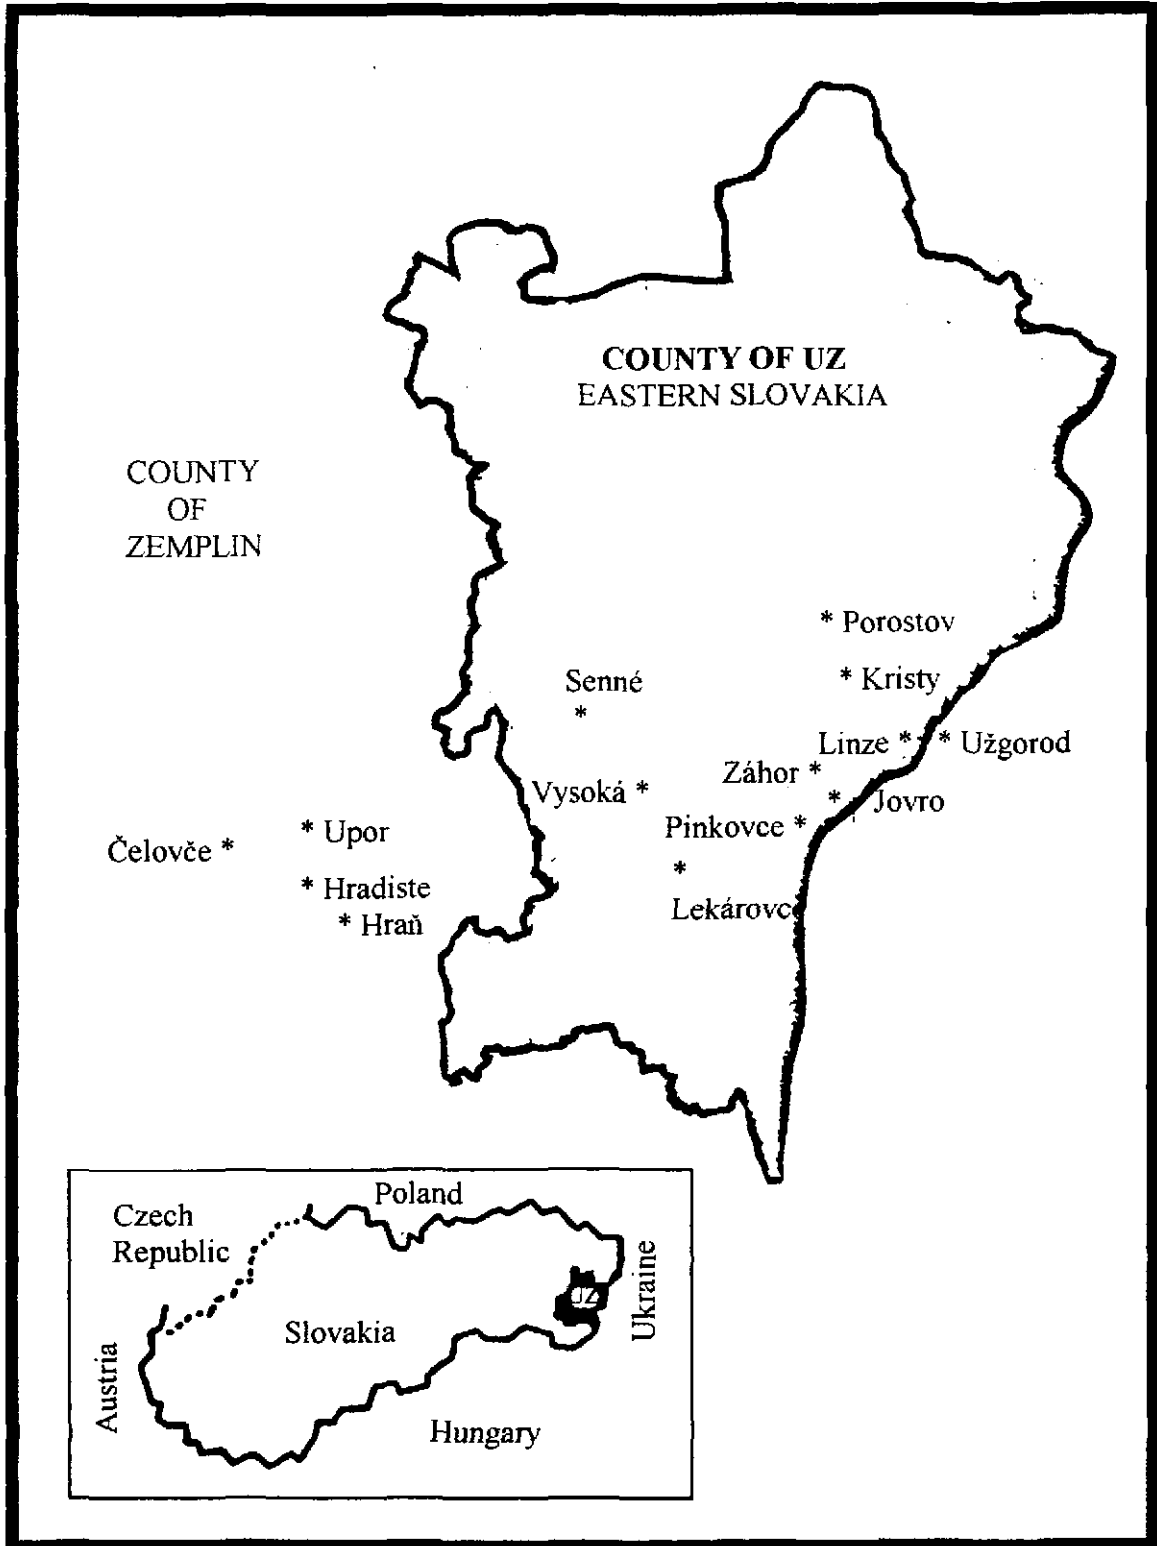 COUNTY OF UZ
EASTERN SLOVAKIA
COUNTY
OF
ZEMPLIN
* Porostov
Senné
*
* Kristy
Linze *
* Užgorod
Záhor *
Vysoká *
* Jovro
Pinkovce *
* Upor
Čelovče *
*
* Hradiste
Lekárovce
* Hraň
Poland
Czech
Republic
UZ
Ukraine
Slovakia
Austria
Hungary